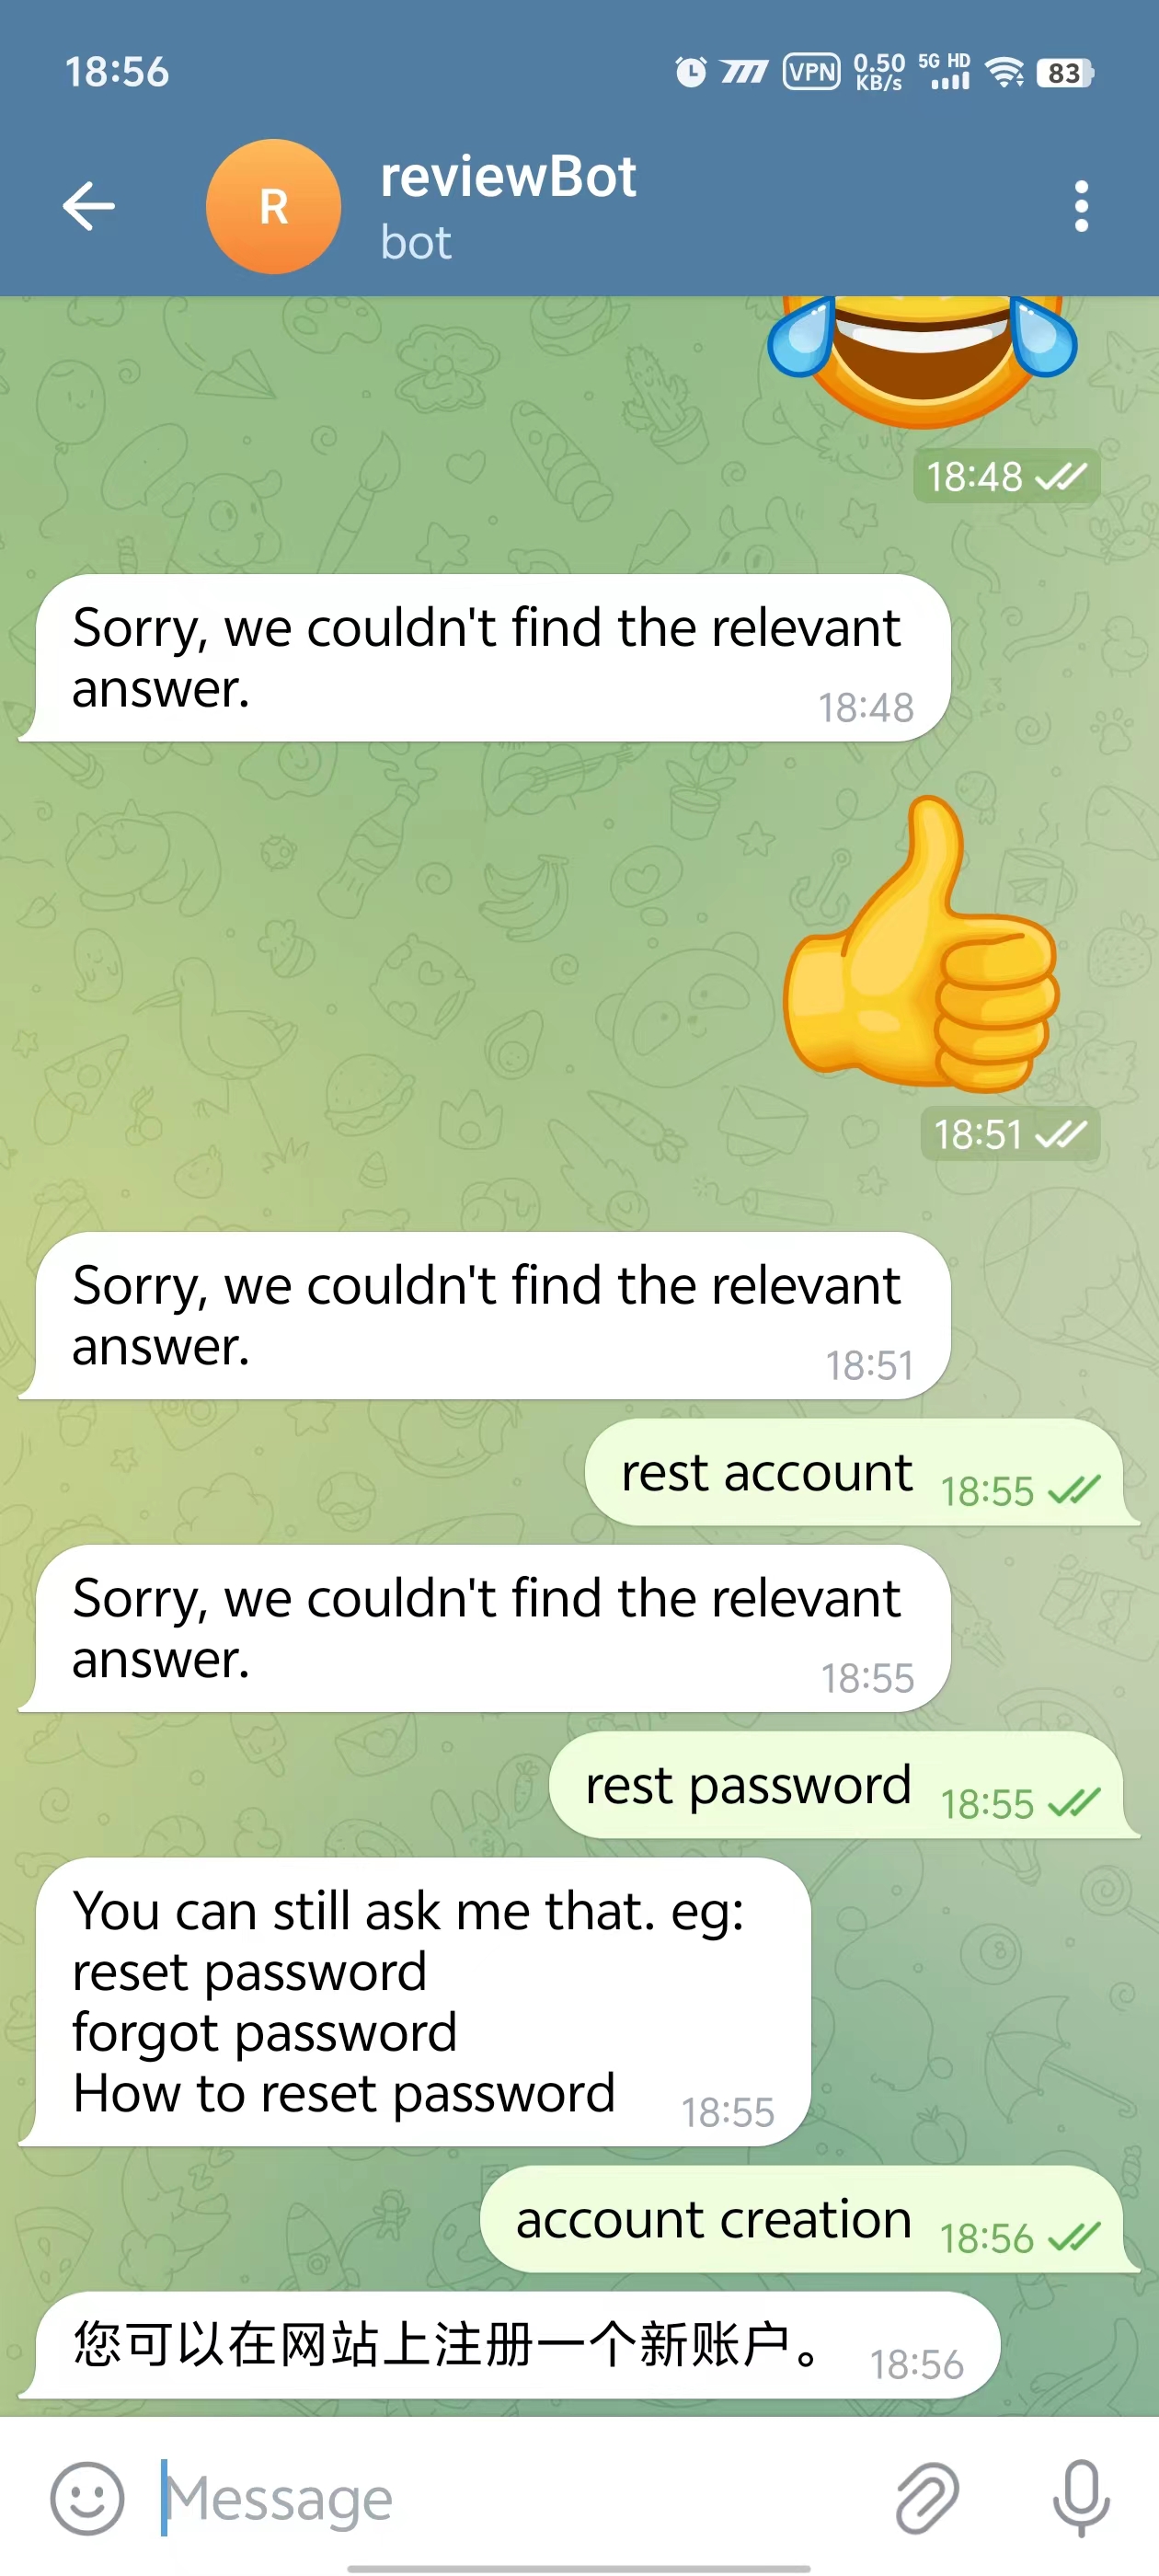 18:56
VPN
0.50
KB/s
5G HD
83
R
reviewBot
bot
18:48
Sorry, we couldn't find the relevant
answer.
18:48
18:51
Sorry, we couldn't find the relevant
answer.
18:51
rest account 18:55
Sorry, we couldn't find the relevant
answer.
18:55
rest password 18:55
You can still ask me that. eg:
reset password
forgot password
How to reset password 18:55
account creation 18:56
您可以在网站上注册一个新账户。 18:56
Message